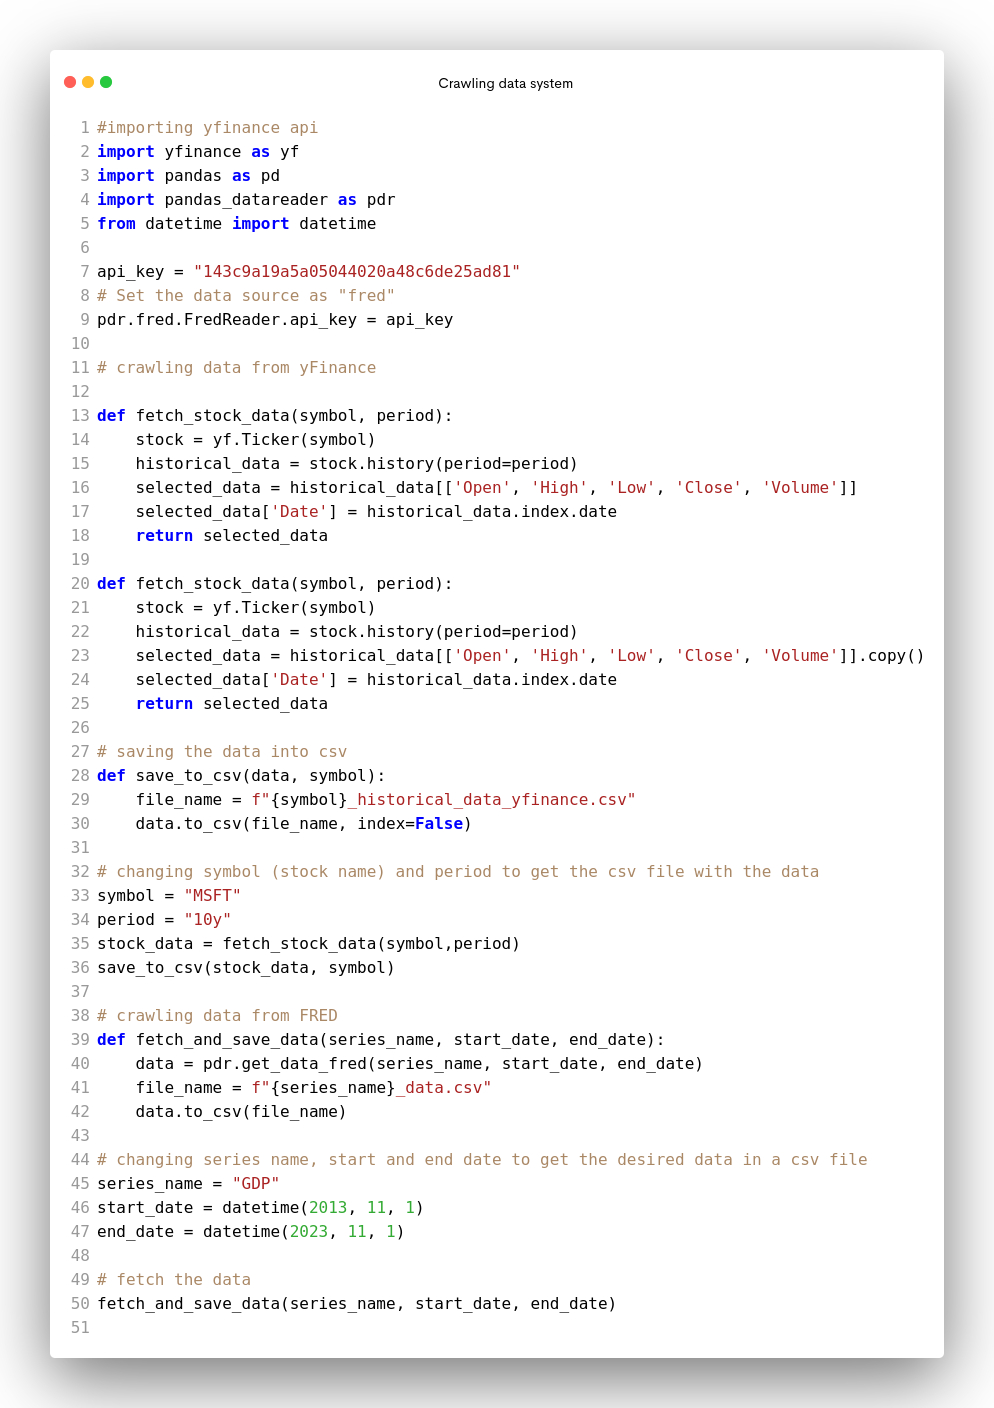 Crawling data system
1 #importing yfinance api
2 import yfinance as yf
3 import pandas as pd
4 import pandas_datareader as pdr
5 from datetime import datetime
6
7 api_key = "143c9a19a5a05044020a48c6de25ad81"
8 # Set the data source as "fred"
9 pdr.fred.FredReader.api_key = api_key
10
11 # crawling data from yFinance
12
13 def fetch_stock_data(symbol, period):
14     stock = yf.Ticker(symbol)
15     historical_data = stock.history(period=period)
16     selected_data = historical_data[['Open', 'High', 'Low', 'Close', 'Volume']]
17     selected_data['Date'] = historical_data.index.date
18     return selected_data
19
20 def fetch_stock_data(symbol, period):
21     stock = yf.Ticker(symbol)
22     historical_data = stock.history(period=period)
23     selected_data = historical_data[['Open', 'High', 'Low', 'Close', 'Volume']].copy()
24     selected_data['Date'] = historical_data.index.date
25     return selected_data
26
27 # saving the data into csv
28 def save_to_csv(data, symbol):
29     file_name = f"{symbol}_historical_data_yfinance.csv"
30     data.to_csv(file_name, index=False)
31
32 # changing symbol (stock name) and period to get the csv file with the data
33 symbol = "MSFT"
34 period = "10y"
35 stock_data = fetch_stock_data(symbol,period)
36 save_to_csv(stock_data, symbol)
37
38 # crawling data from FRED
39 def fetch_and_save_data(series_name, start_date, end_date):
40     data = pdr.get_data_fred(series_name, start_date, end_date)
41     file_name = f"{series_name}_data.csv"
42     data.to_csv(file_name)
43
44 # changing series name, start and end date to get the desired data in a csv file
45 series_name = "GDP"
46 start_date = datetime(2013, 11, 1)
47 end_date = datetime(2023, 11, 1)
48
49 # fetch the data
50 fetch_and_save_data(series_name, start_date, end_date)
51